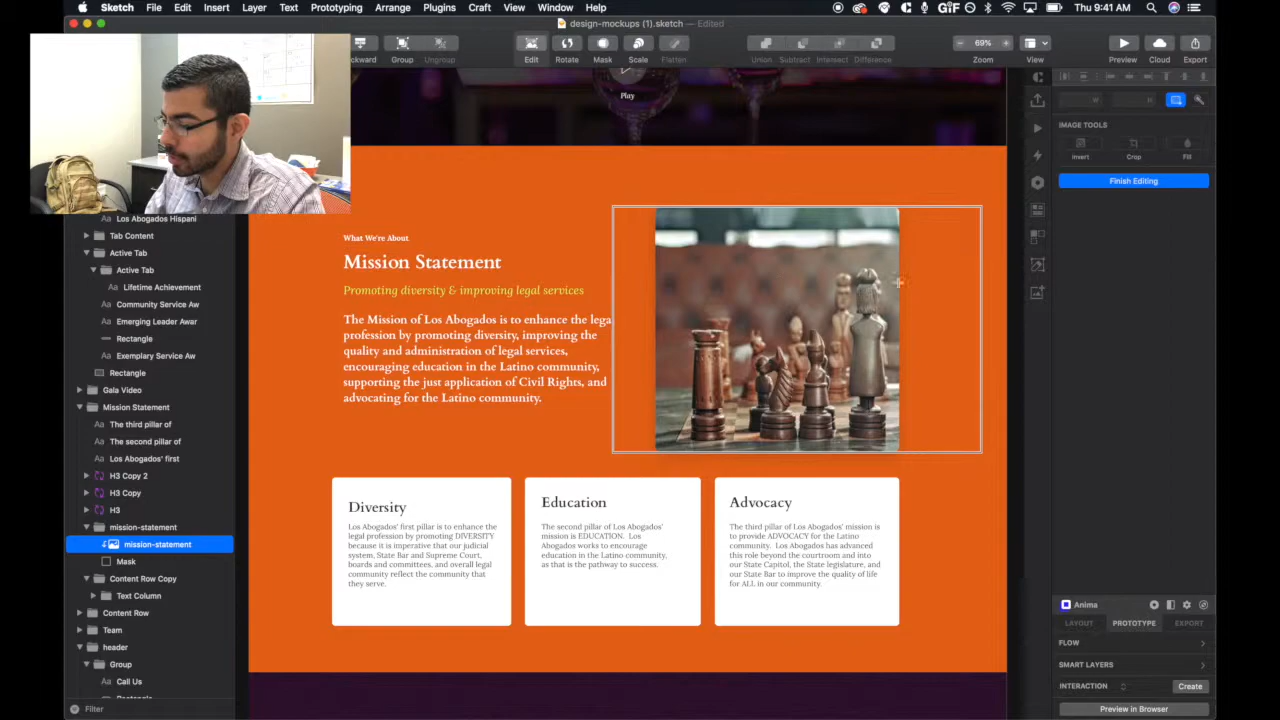 Sketch File Edit Insert Layer Text Prototyping Arrange Plugins Craft View Window Help
GIF Thu 9:41 AM
design-mockups (1).sketch — Edited
ckward Group Ungroup Edit Rotate Mask Scale Flatten Union Subtract Intersect Difference Zoom View Preview Cloud Export
69%
W H
IMAGE TOOLS
Invert Crop Fill
Finish Editing
Los Abogados Hispani
Tab Content
Active Tab
Active Tab
Lifetime Achievement
Community Service Aw
Emerging Leader Awar
Rectangle
Exemplary Service Aw
Rectangle
Gala Video
Mission Statement
The third pillar of
The second pillar of
Los Abogados' first
H3 Copy 2
H3 Copy
H3
mission-statement
mission-statement
Mask
Content Row Copy
Text Column
Content Row
Team
header
Group
Call Us
Filter
Play
What We're About
Mission Statement
Promoting diversity & improving legal services
The Mission of Los Abogados is to enhance the lega
profession by promoting diversity, improving the
quality and administration of legal services,
encouraging education in the Latino community,
supporting the just application of Civil Rights, and
advocating for the Latino community.
Diversity
Los Abogados' first pillar is to enhance the
legal profession by promoting DIVERSITY
because it is imperative that our judicial
system, State Bar and Supreme Court,
boards and committees, and overall legal
community reflect the community that
they serve.
Education
The second pillar of Los Abogados'
mission is EDUCATION. Los
Abogados works to encourage
education in the Latino community,
as that is the pathway to success.
Advocacy
The third pillar of Los Abogados' mission is
to provide ADVOCACY for the Latino
community. Los Abogados has advanced
this role beyond the courtroom and into
our State Capitol, the State legislature, and
our State Bar to improve the quality of life
for ALL in our community.
Anima
LAYOUT PROTOTYPE EXPORT
FLOW
SMART LAYERS
INTERACTION Create
Preview in Browser